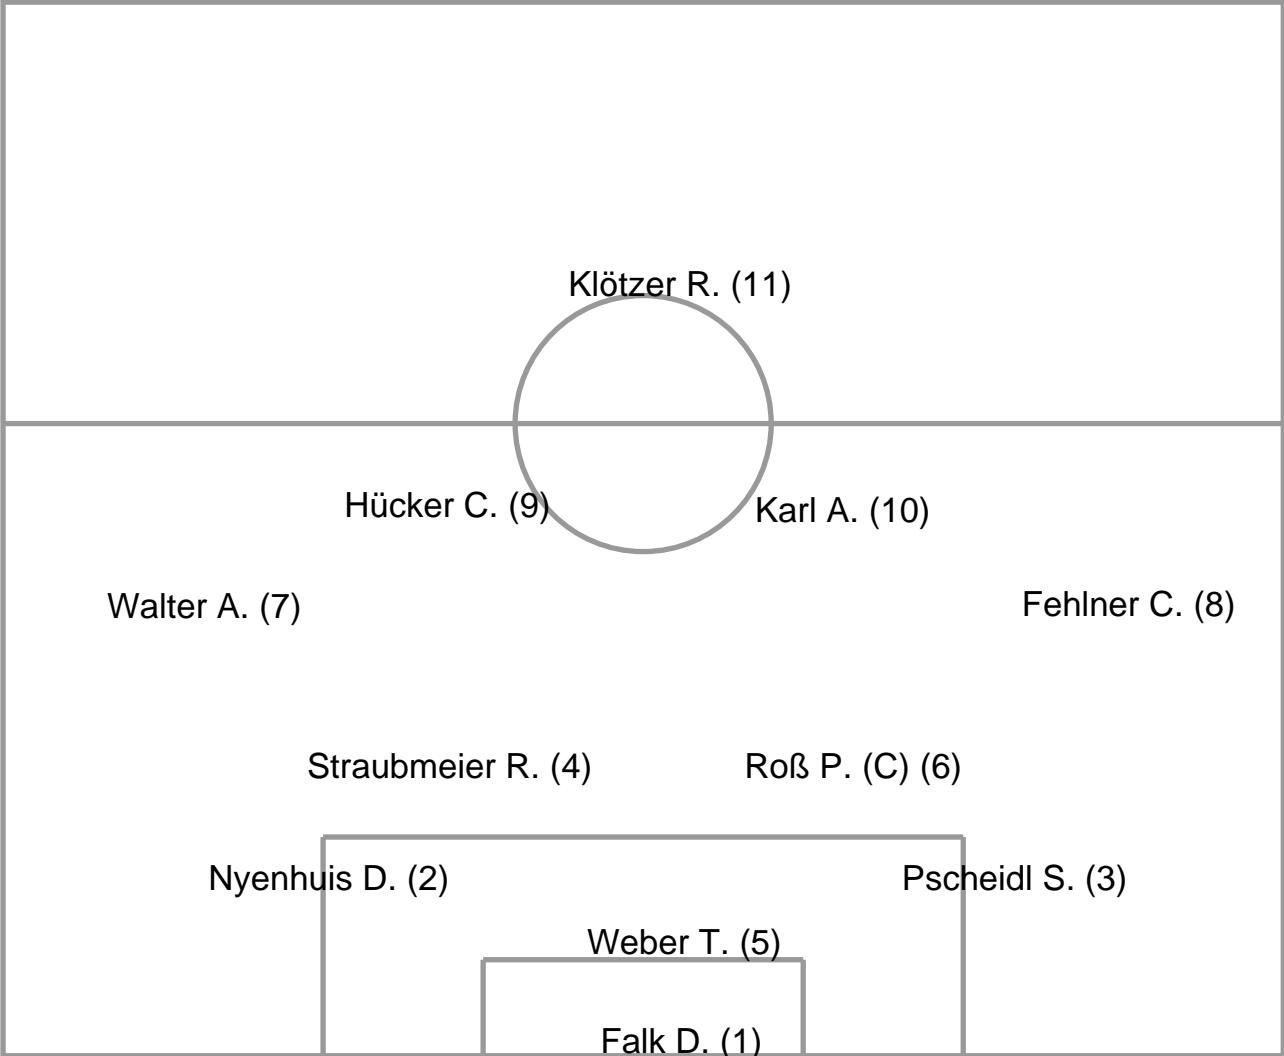 Klötzer R. (11)
Hücker C. (9)
Karl A. (10)
Walter A. (7)
Fehlner C. (8)
Straubmeier R. (4)
Roß P. (C) (6)
Nyenhuis D. (2)
Pscheidl S. (3)
Weber T. (5)
Falk D. (1)